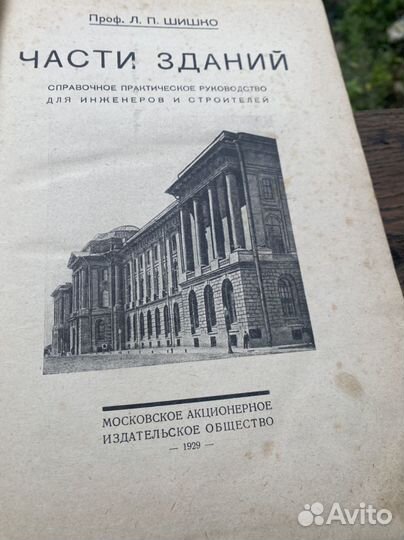 Проф. Л. П. ШИШКО
ЧАСТИ ЗДАНИЙ
СПРАВОЧНОЕ ПРАКТИЧЕСКОЕ РУКОВОДСТВО
ДЛЯ ИНЖЕНЕРОВ И СТРОИТЕЛЕЙ
МОСКОВСКОЕ АКЦИОНЕРНОЕ
ИЗДАТЕЛЬСКОЕ ОБЩЕСТВО
— 1929 —
Avito